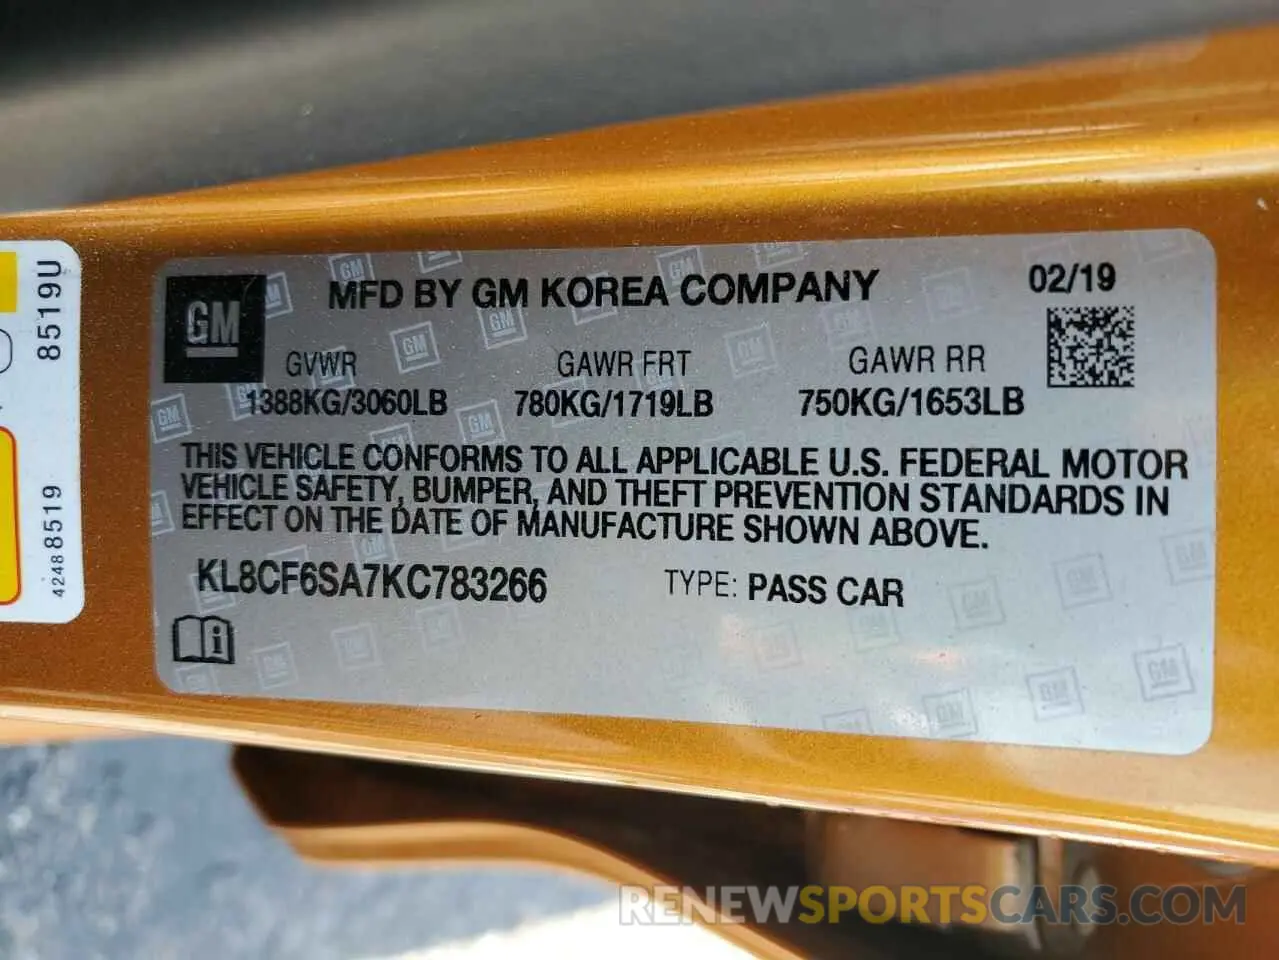 GM
MFD BY GM KOREA COMPANY
02/19
GVWR GAWR FRT GAWR RR
1388KG/3060LB 780KG/1719LB 750KG/1653LB
THIS VEHICLE CONFORMS TO ALL APPLICABLE U.S. FEDERAL MOTOR
VEHICLE SAFETY, BUMPER, AND THEFT PREVENTION STANDARDS IN
EFFECT ON THE DATE OF MANUFACTURE SHOWN ABOVE.
KL8CF6SA7KC783266 TYPE: PASS CAR
8519U
42488519
RENEWSPORTSCARS.COM